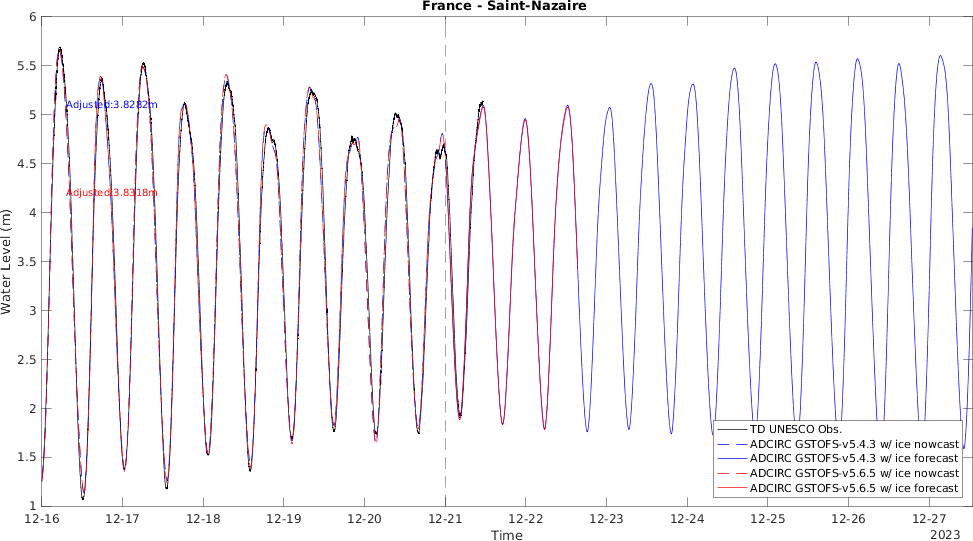 France - Saint-Nazaire
6
5.5
5
4.5
4
3.5
3
2.5
2
1.5
1
Water Level (m)
Adjusted:3.8282m
Adjusted:3.8318m
TD UNESCO Obs.
ADCIRC GSTOFS-v5.4.3 w/ ice nowcast
ADCIRC GSTOFS-v5.4.3 w/ ice forecast
ADCIRC GSTOFS-v5.6.5 w/ ice nowcast
ADCIRC GSTOFS-v5.6.5 w/ ice forecast
12-16 12-17 12-18 12-19 12-20 12-21 12-22 12-23 12-24 12-25 12-26 12-27
Time
2023